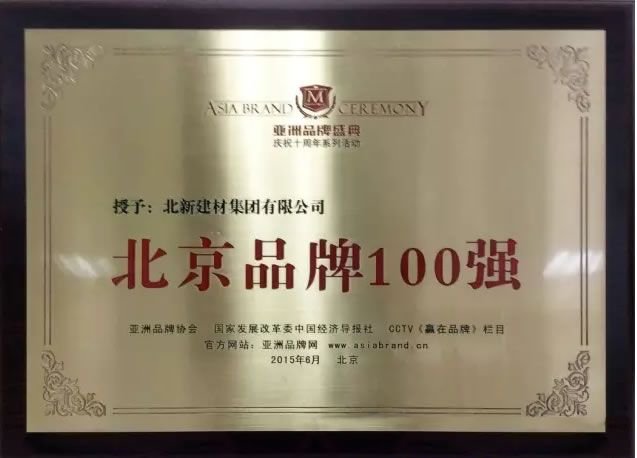 ASIA BRAND M CEREMONY
亚洲品牌盛典
庆祝十周年系列活动
授予：北新建材集团有限公司
北京品牌100强
亚洲品牌协会 国家发展改革委中国经济导报社 CCTV《赢在品牌》栏目
官方网站：亚洲品牌网 www.asiabrand.cn
2015年6月 北京